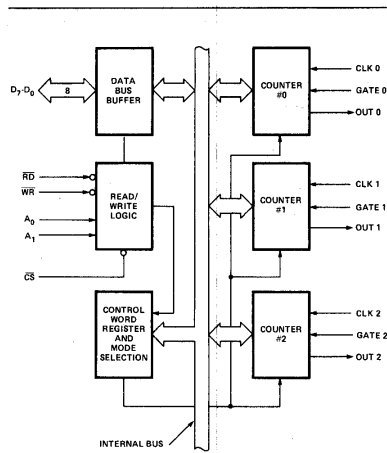 D7-D0
8
DATA
BUS
BUFFER
RD
WR
A0
A1
CS
READ/
WRITE
LOGIC
CONTROL
WORD
REGISTER
AND
MODE
SELECTION
INTERNAL BUS
COUNTER
#0
CLK 0
GATE 0
OUT 0
COUNTER
#1
CLK 1
GATE 1
OUT 1
COUNTER
#2
CLK 2
GATE 2
OUT 2